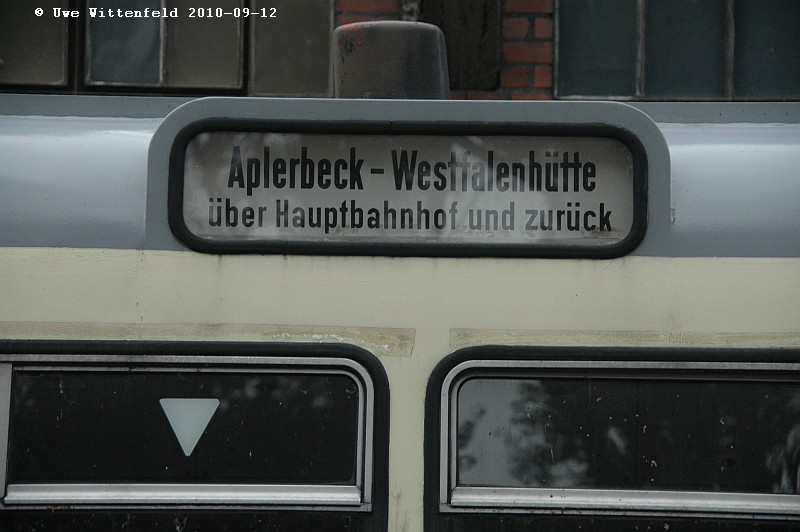 © Uwe Wittenfeld 2010-09-12
Aplerbeck - Westfalenhütte
über Hauptbahnhof und zurück